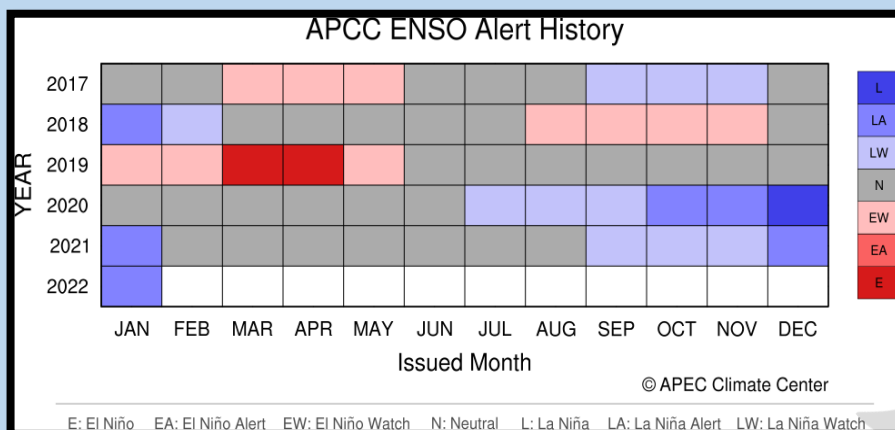 APCC ENSO Alert History
YEAR
2017
2018
2019
2020
2021
2022
L
LA
LW
N
EW
EA
E
JAN FEB MAR APR MAY JUN JUL AUG SEP OCT NOV DEC
Issued Month
© APEC Climate Center
E: El Niño EA: El Niño Alert EW: El Niño Watch N: Neutral L: La Niña LA: La Niña Alert LW: La Niña Watch